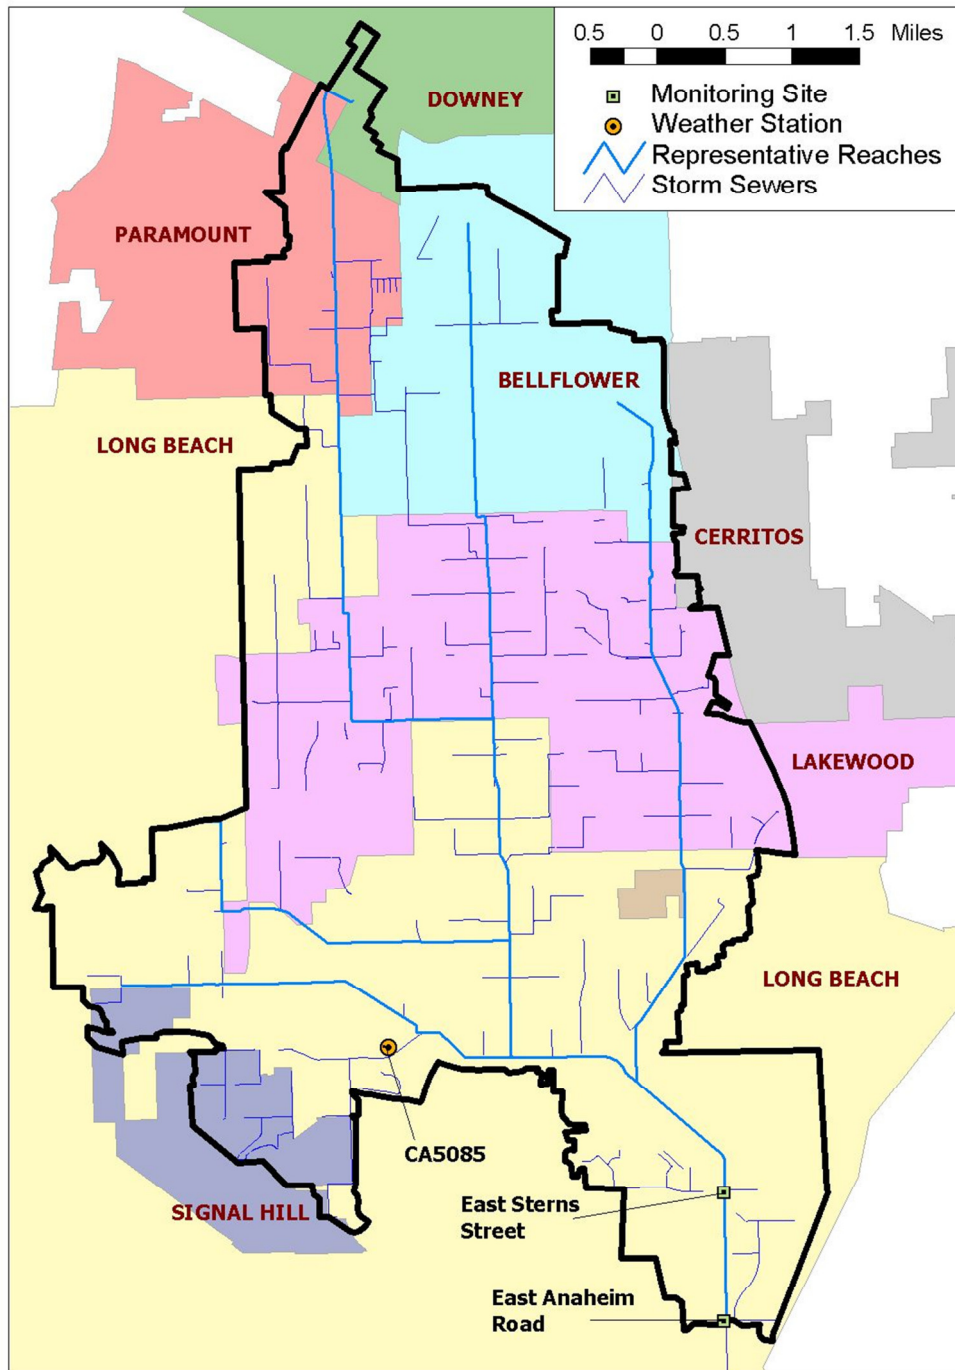 0.5 0 0.5 1 1.5 Miles
Monitoring Site
Weather Station
Representative Reaches
Storm Sewers
DOWNEY
PARAMOUNT
BELLFLOWER
LONG BEACH
CERRITOS
LAKEWOOD
LONG BEACH
CA5085
SIGNAL HILL
East Sterns
Street
East Anaheim
Road